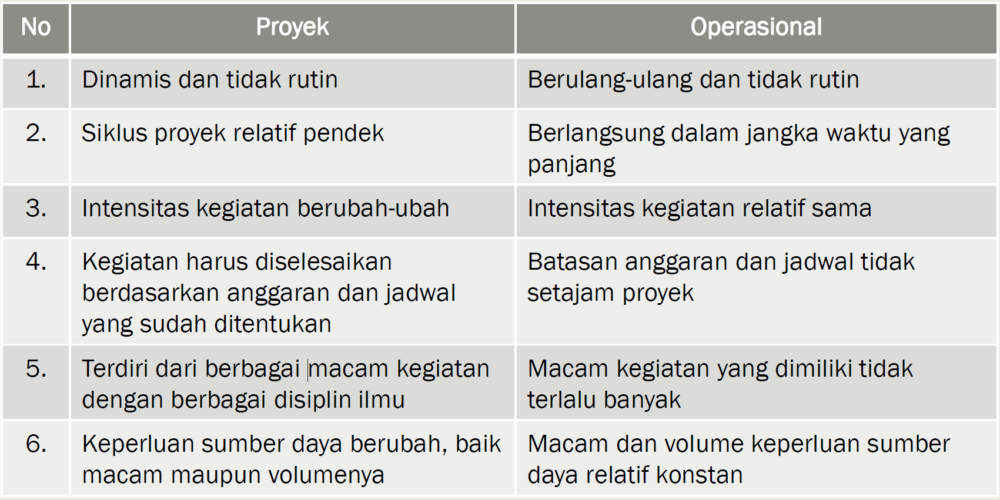 No Proyek Operasional
1. Dinamis dan tidak rutin Berulang-ulang dan tidak rutin
2. Siklus proyek relatif pendek Berlangsung dalam jangka waktu yang
panjang
3. Intensitas kegiatan berubah-ubah Intensitas kegiatan relatif sama
4. Kegiatan harus diselesaikan Batasan anggaran dan jadwal tidak
berdasarkan anggaran dan jadwal setajam proyek
yang sudah ditentukan
5. Terdiri dari berbagai macam kegiatan Macam kegiatan yang dimiliki tidak
dengan berbagai disiplin ilmu terlalu banyak
6. Keperluan sumber daya berubah, baik Macam dan volume keperluan sumber
macam maupun volumenya daya relatif konstan